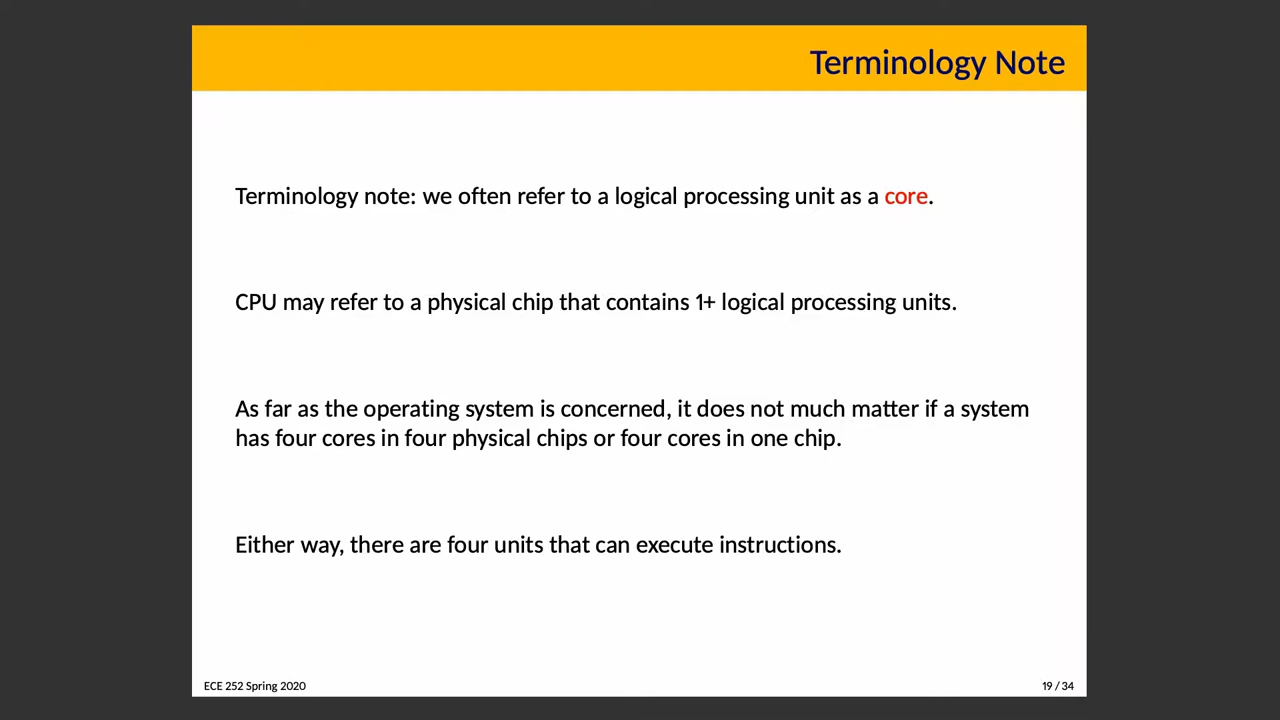 Terminology Note
Terminology note: we often refer to a logical processing unit as a core.
CPU may refer to a physical chip that contains 1+ logical processing units.
As far as the operating system is concerned, it does not much matter if a system
has four cores in four physical chips or four cores in one chip.
Either way, there are four units that can execute instructions.
ECE 252 Spring 2020
19 / 34